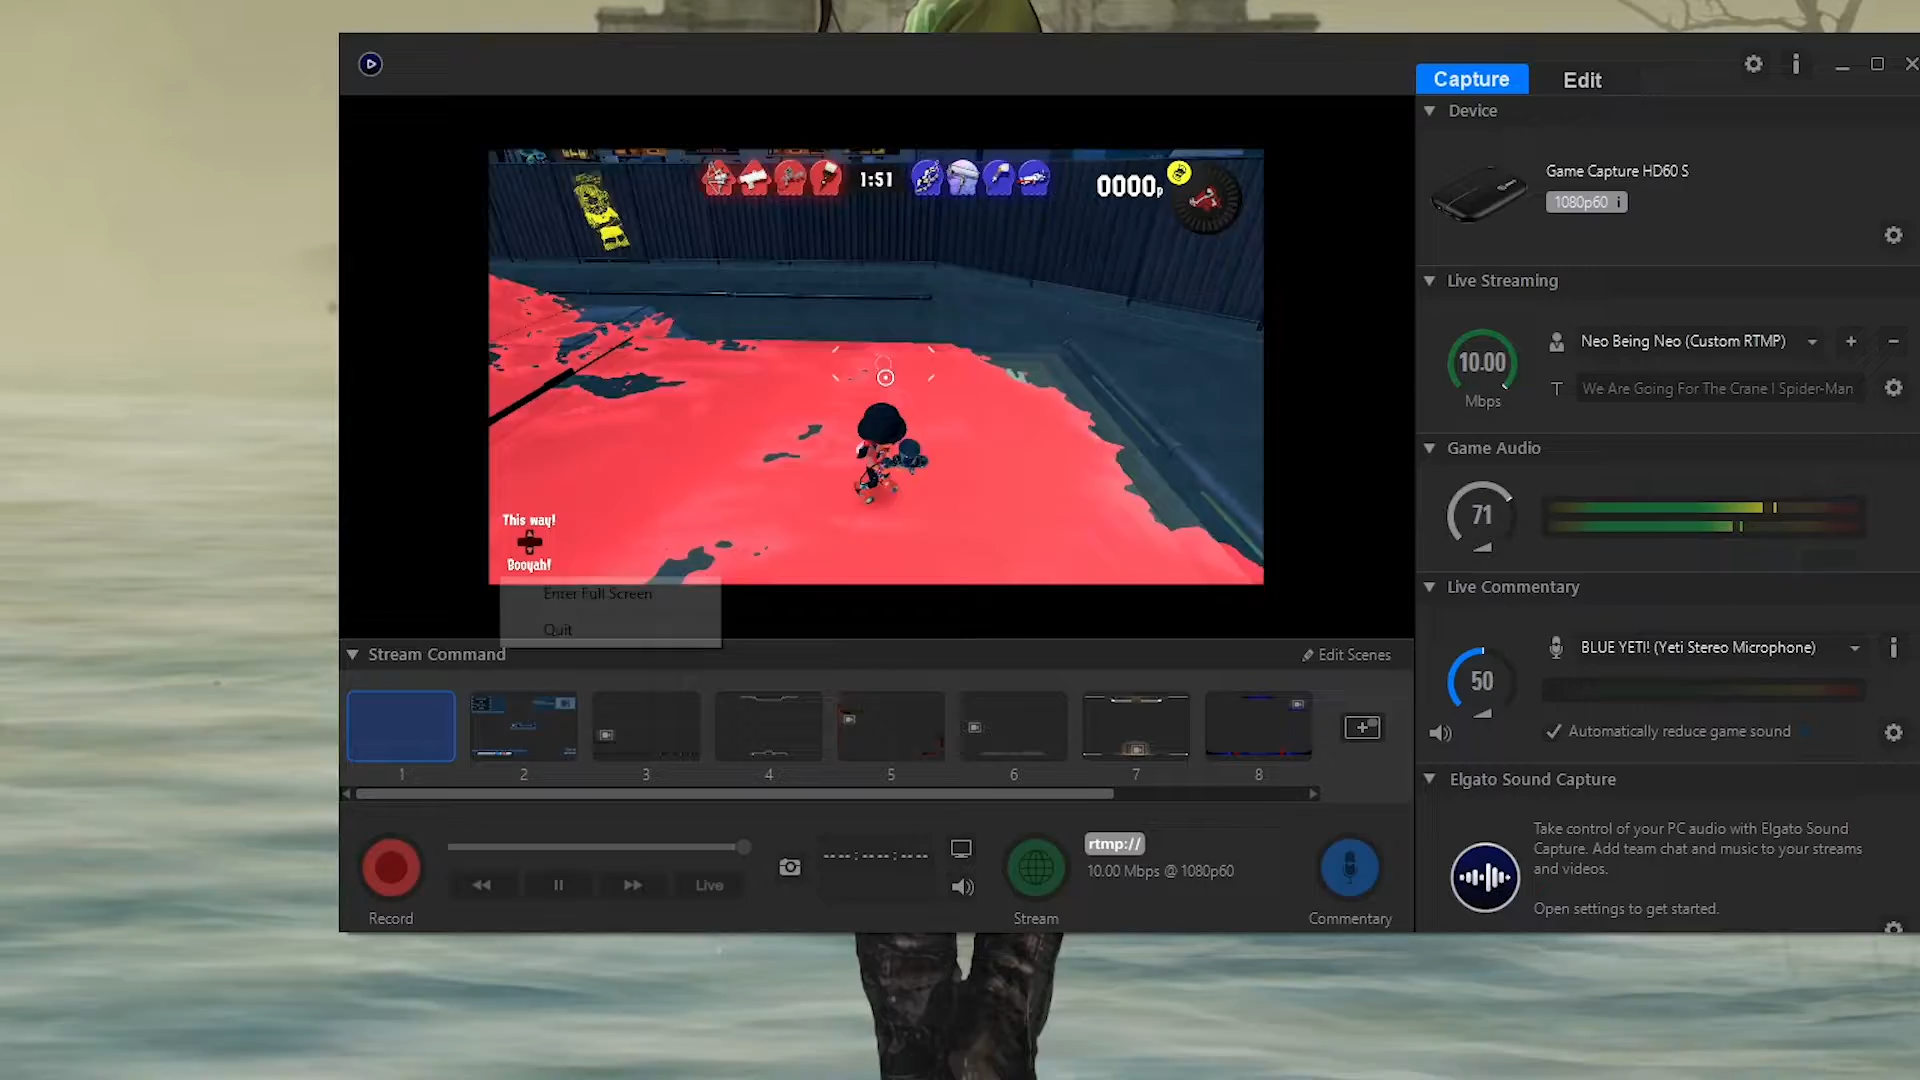 Capture
Edit
Device
Game Capture HD60 S
1080p60 i
1:51
0000p
Live Streaming
10.00
Mbps
Neo Being Neo (Custom RTMP)
T
We Are Going For The Crane | Spider-Man
Game Audio
71
This way!
Booyah!
Enter Full Screen
Quit
Live Commentary
BLUE YETI! (Yeti Stereo Microphone)
50
Automatically reduce game sound
Stream Command
Edit Scenes
1
2
3
4
5
6
7
8
Elgato Sound Capture
Take control of your PC audio with Elgato Sound
Capture. Add team chat and music to your streams
and videos.
Open settings to get started.
Live
--- : --- : ---
rtmp://
10.00 Mbps @ 1080p60
Record
Stream
Commentary